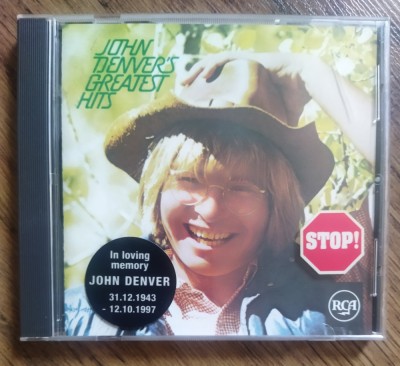 JOHN
DENVER'S
GREATEST
HITS
In loving
memory
JOHN DENVER
31.12.1943
- 12.10.1997
STOP!
RCA